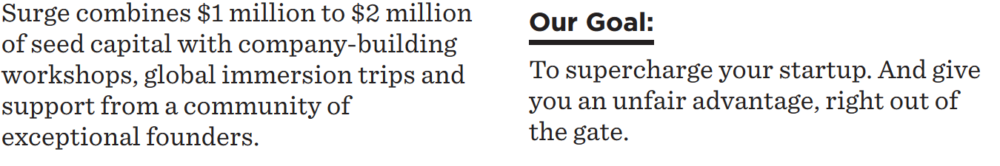 Surge combines $1 million to $2 million
of seed capital with company-building
workshops, global immersion trips and
support from a community of
exceptional founders.
Our Goal:
To supercharge your startup. And give
you an unfair advantage, right out of
the gate.